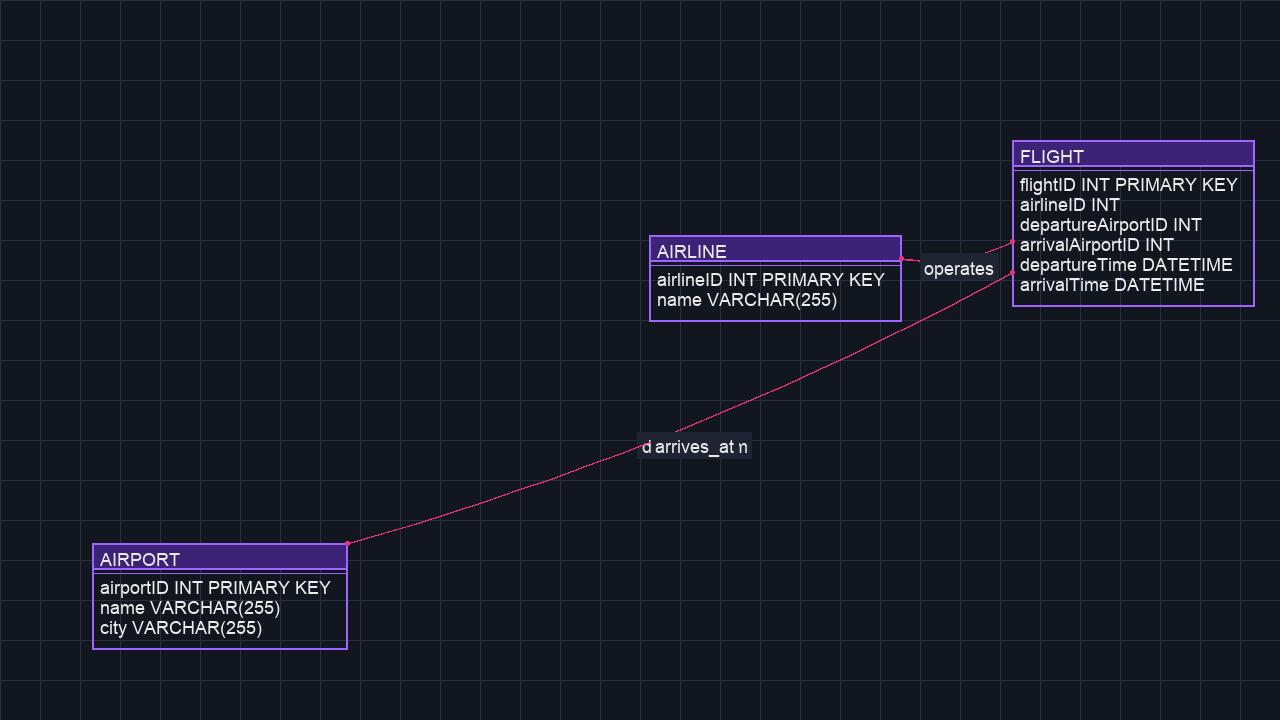 FLIGHT
flightID INT PRIMARY KEY
airlineID INT
departureAirportID INT
arrivalAirportID INT
departureTime DATETIME
arrivalTime DATETIME
AIRLINE
airlineID INT PRIMARY KEY
name VARCHAR(255)
operates
arrives_at
AIRPORT
airportID INT PRIMARY KEY
name VARCHAR(255)
city VARCHAR(255)